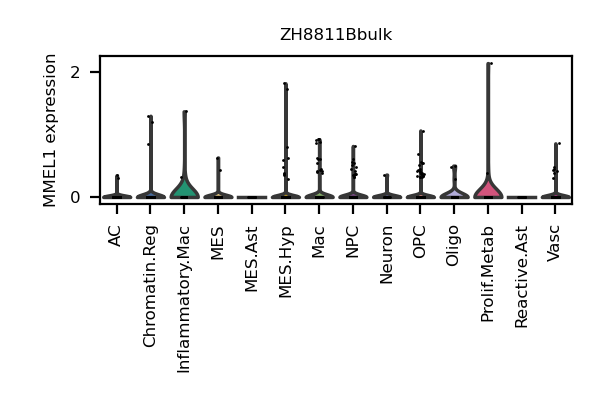 ZH8811Bbulk
MMEL1 expression
2
0
AC
Chromatin.Reg
Inflammatory.Mac
MES
MES.Ast
MES.Hyp
Mac
NPC
Neuron
OPC
Oligo
Prolif.Metab
Reactive.Ast
Vasc